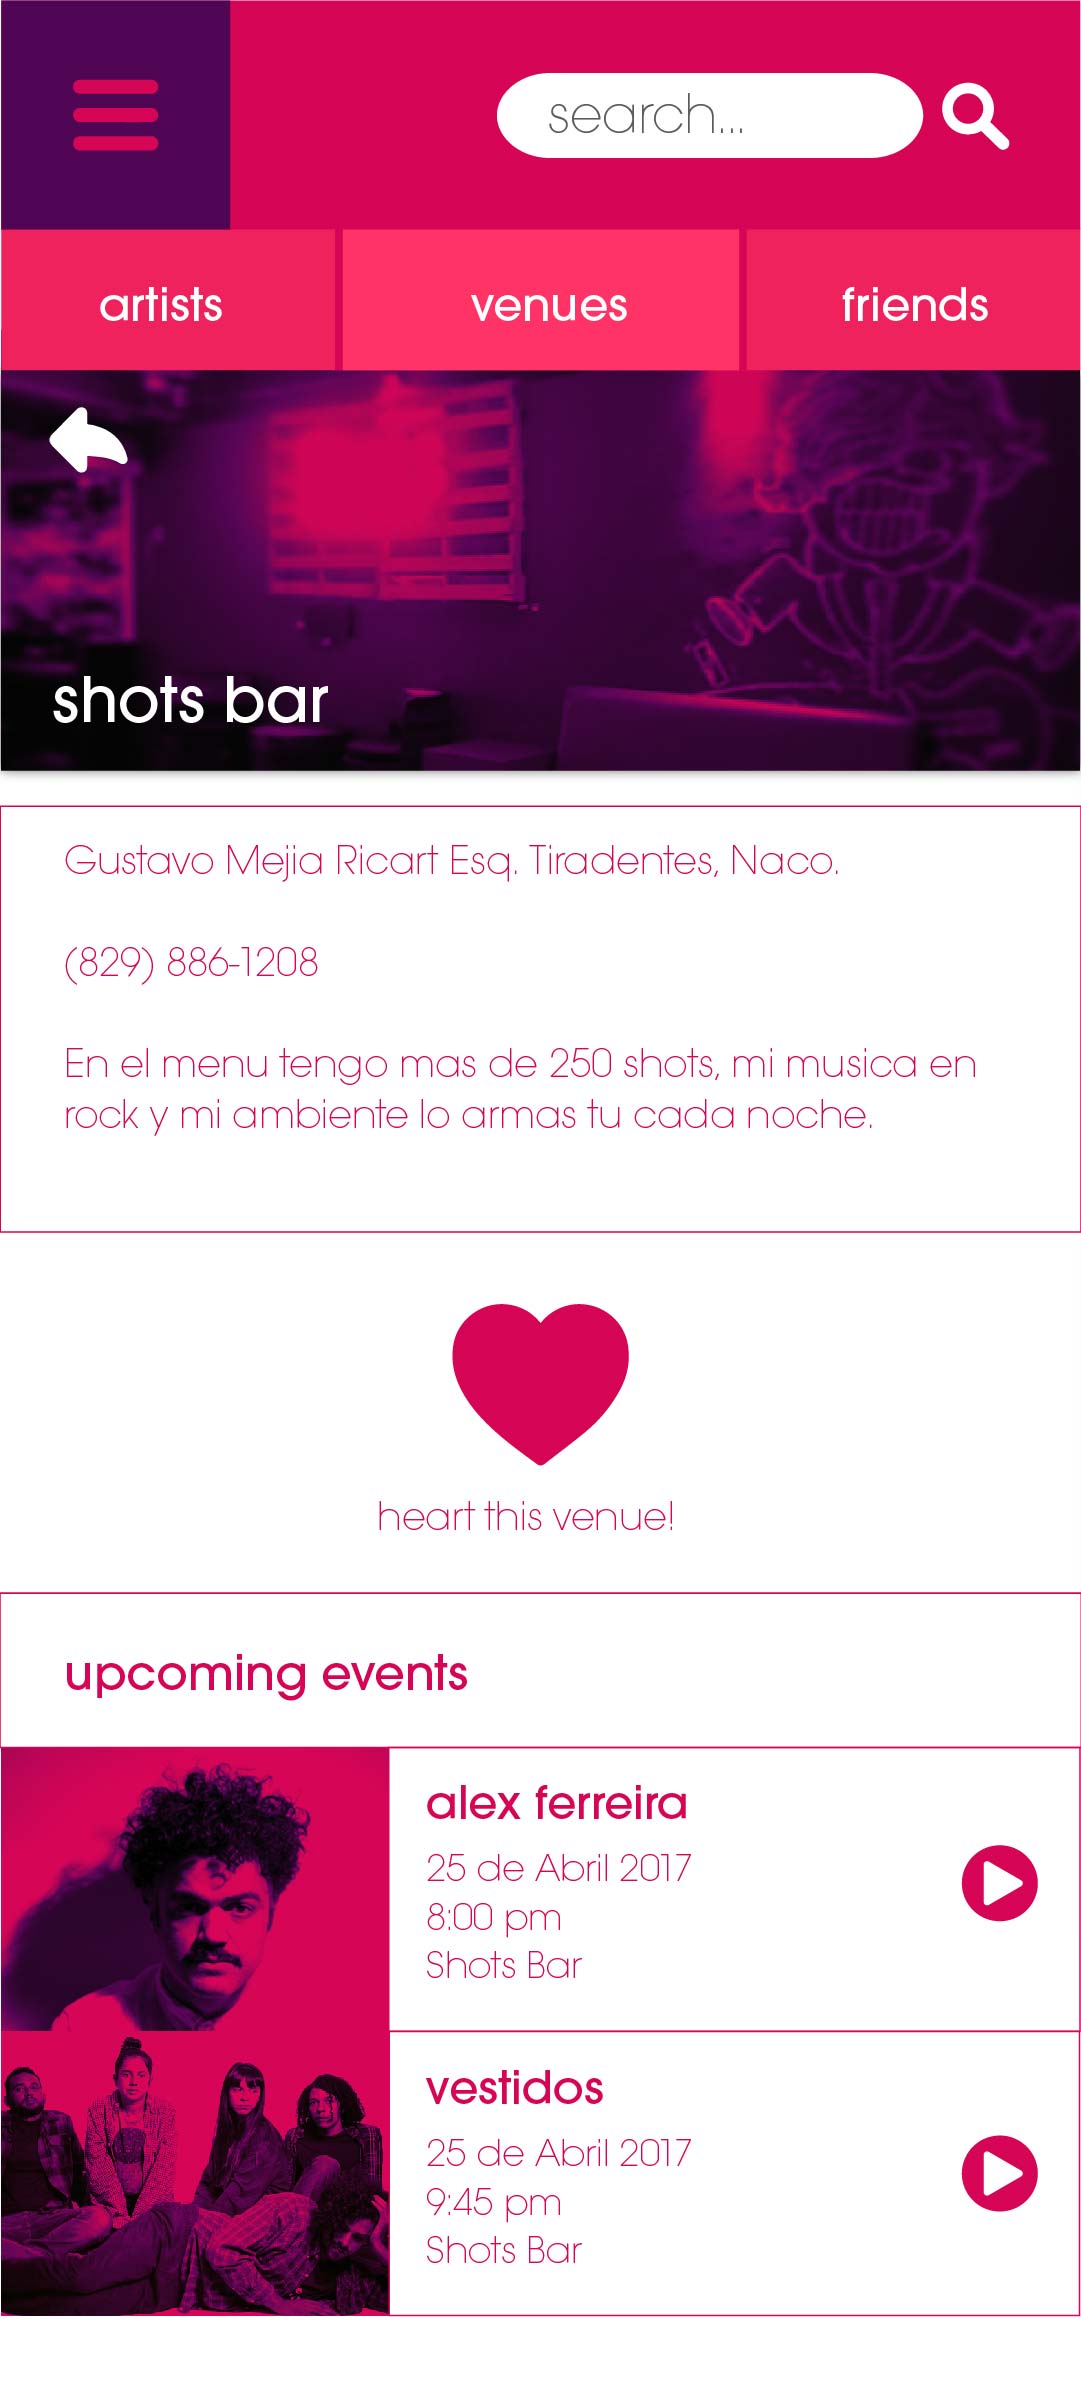 search...
artists venues friends
shots bar
Gustavo Mejia Ricart Esq. Tiradentes, Naco.
(829) 886-1208
En el menu tengo mas de 250 shots, mi musica en
rock y mi ambiente lo armas tu cada noche.
heart this venue!
upcoming events
alex ferreira
25 de Abril 2017
8:00 pm
Shots Bar
vestidos
25 de Abril 2017
9:45 pm
Shots Bar